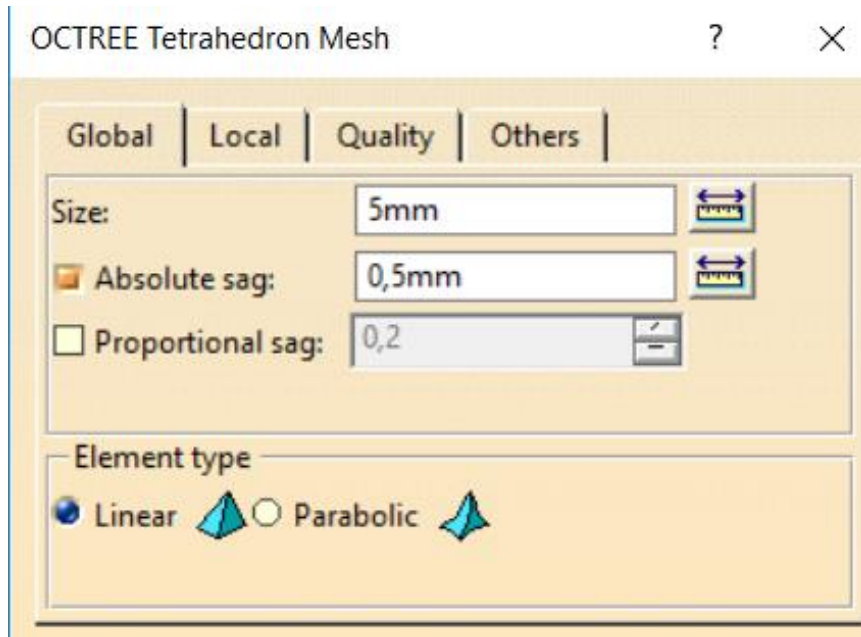 OCTREE Tetrahedron Mesh ?
Global Local Quality Others
Size: 5mm
Absolute sag: 0,5mm
Proportional sag: 0,2
Element type
Linear Parabolic